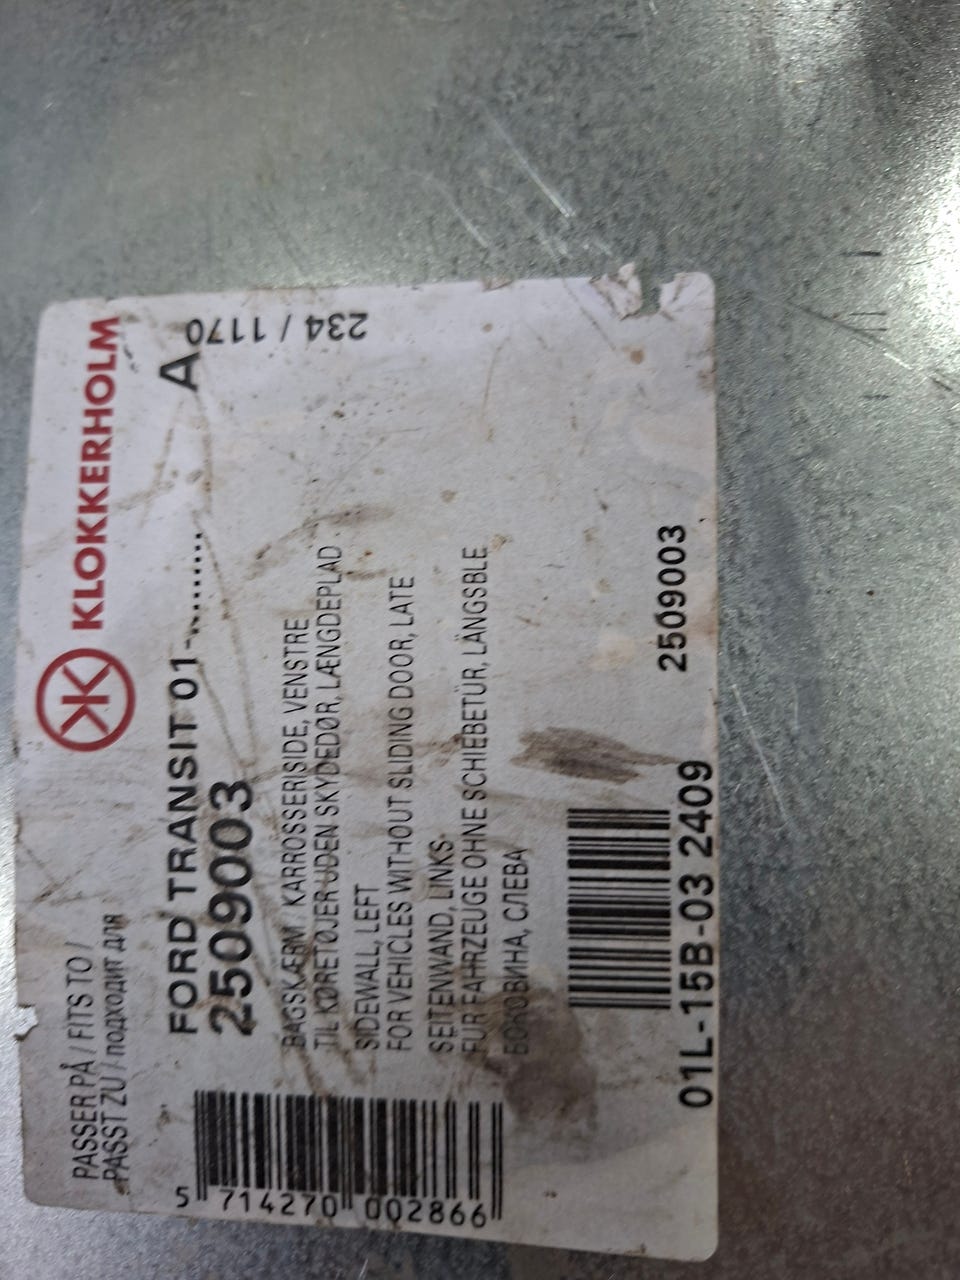 KLOKKERHOLM
PASSER PÅ / FITS TO /
PASST ZU / подходит для
FORD TRANSIT 01-.......... A
2509003
234 / 1170
BAGSKÆRM / KARROSSERISIDE, VENSTRE
TIL KØRETØJER UDEN SKYDEDØR, LÆNGDEPLAD
SIDEWALL, LEFT
FOR VEHICLES WITHOUT SLIDING DOOR, LATE
SEITENWAND, LINKS
FÜR FAHRZEUGE OHNE SCHIEBETÜR, LÄNGSBLE
БОКОВИНА, СЛЕВА
5 714270 002866
2509003
01L-15B-03 2409